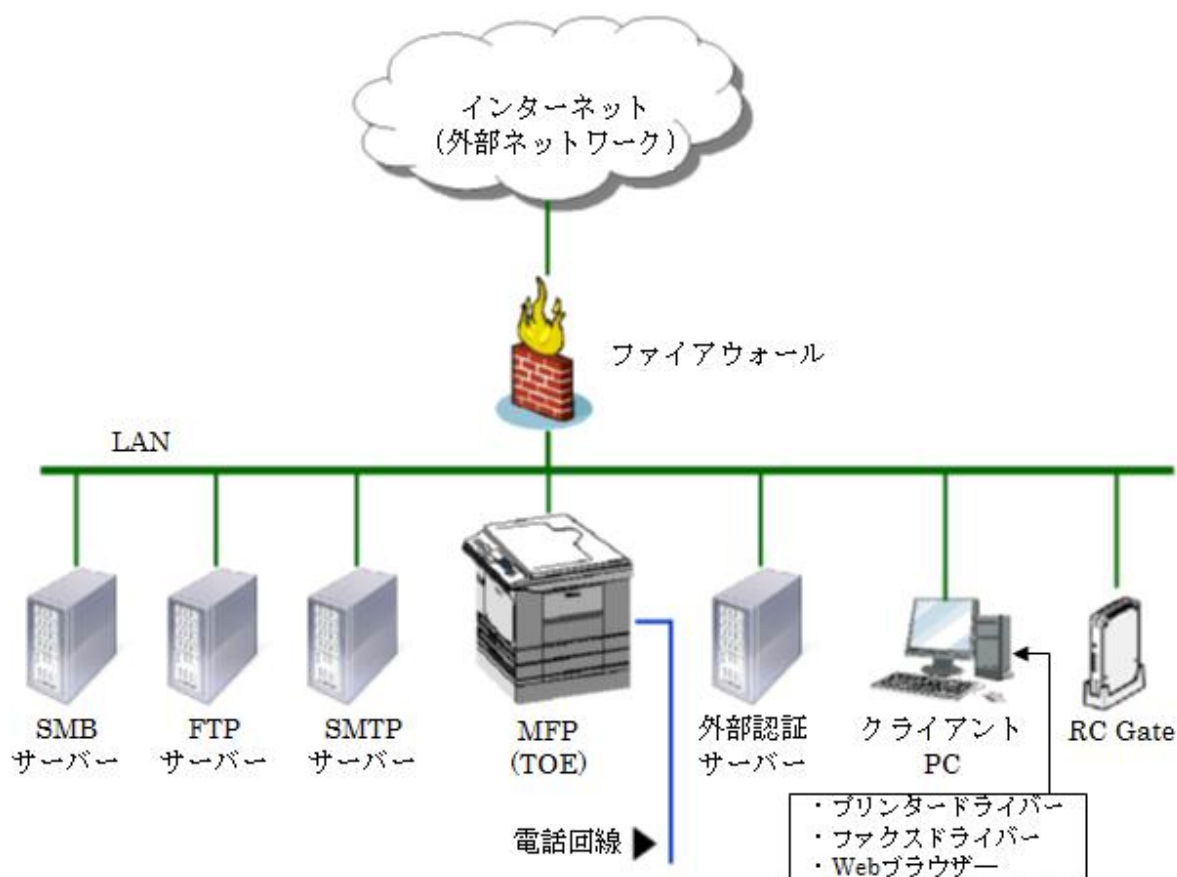 インターネット
(外部ネットワーク)
ファイアウォール
LAN
SMB
サーバー
FTP
サーバー
SMTP
サーバー
MFP
(TOE)
外部認証
サーバー
クライアント
PC
RC Gate
・プリンタードライバー
・ファクスドライバー
・Webブラウザー
電話回線 ▶